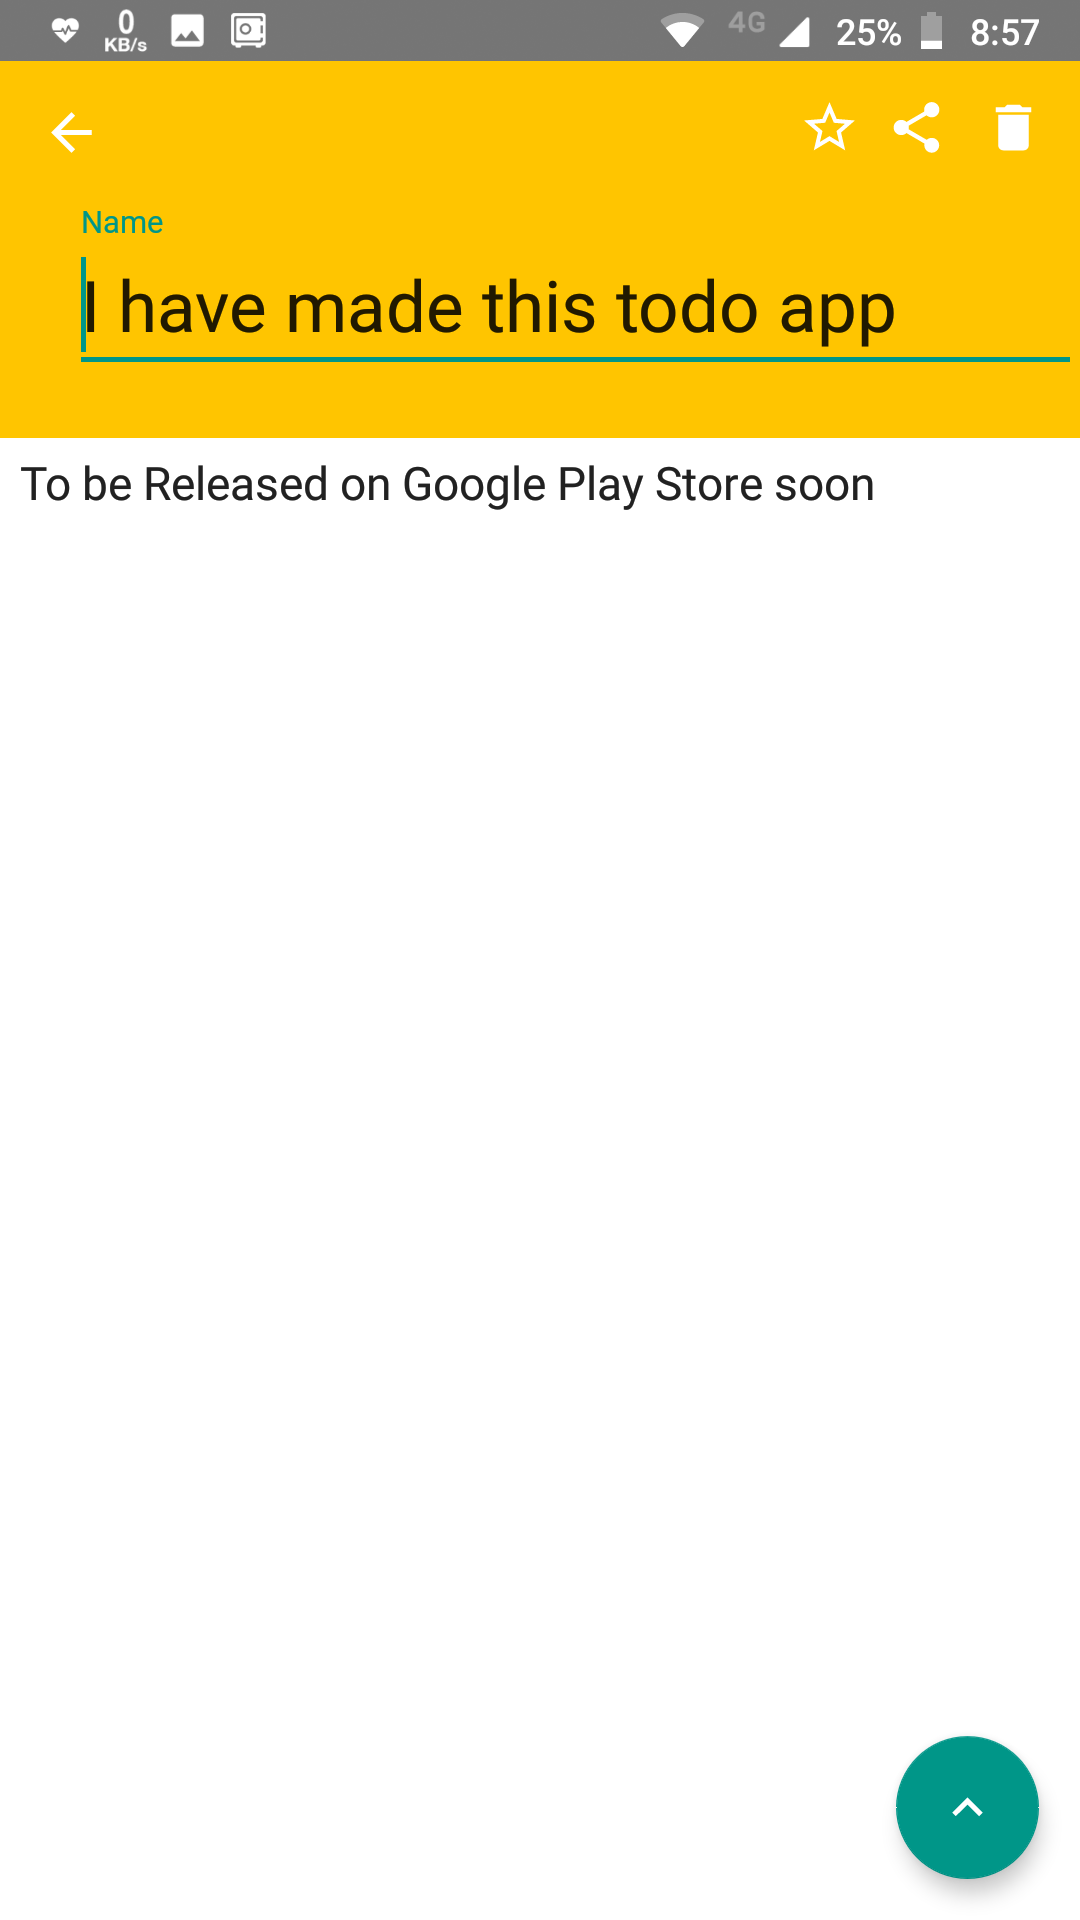 0
KB/s
4G
25%
8:57
Name
I have made this todo app
To be Released on Google Play Store soon